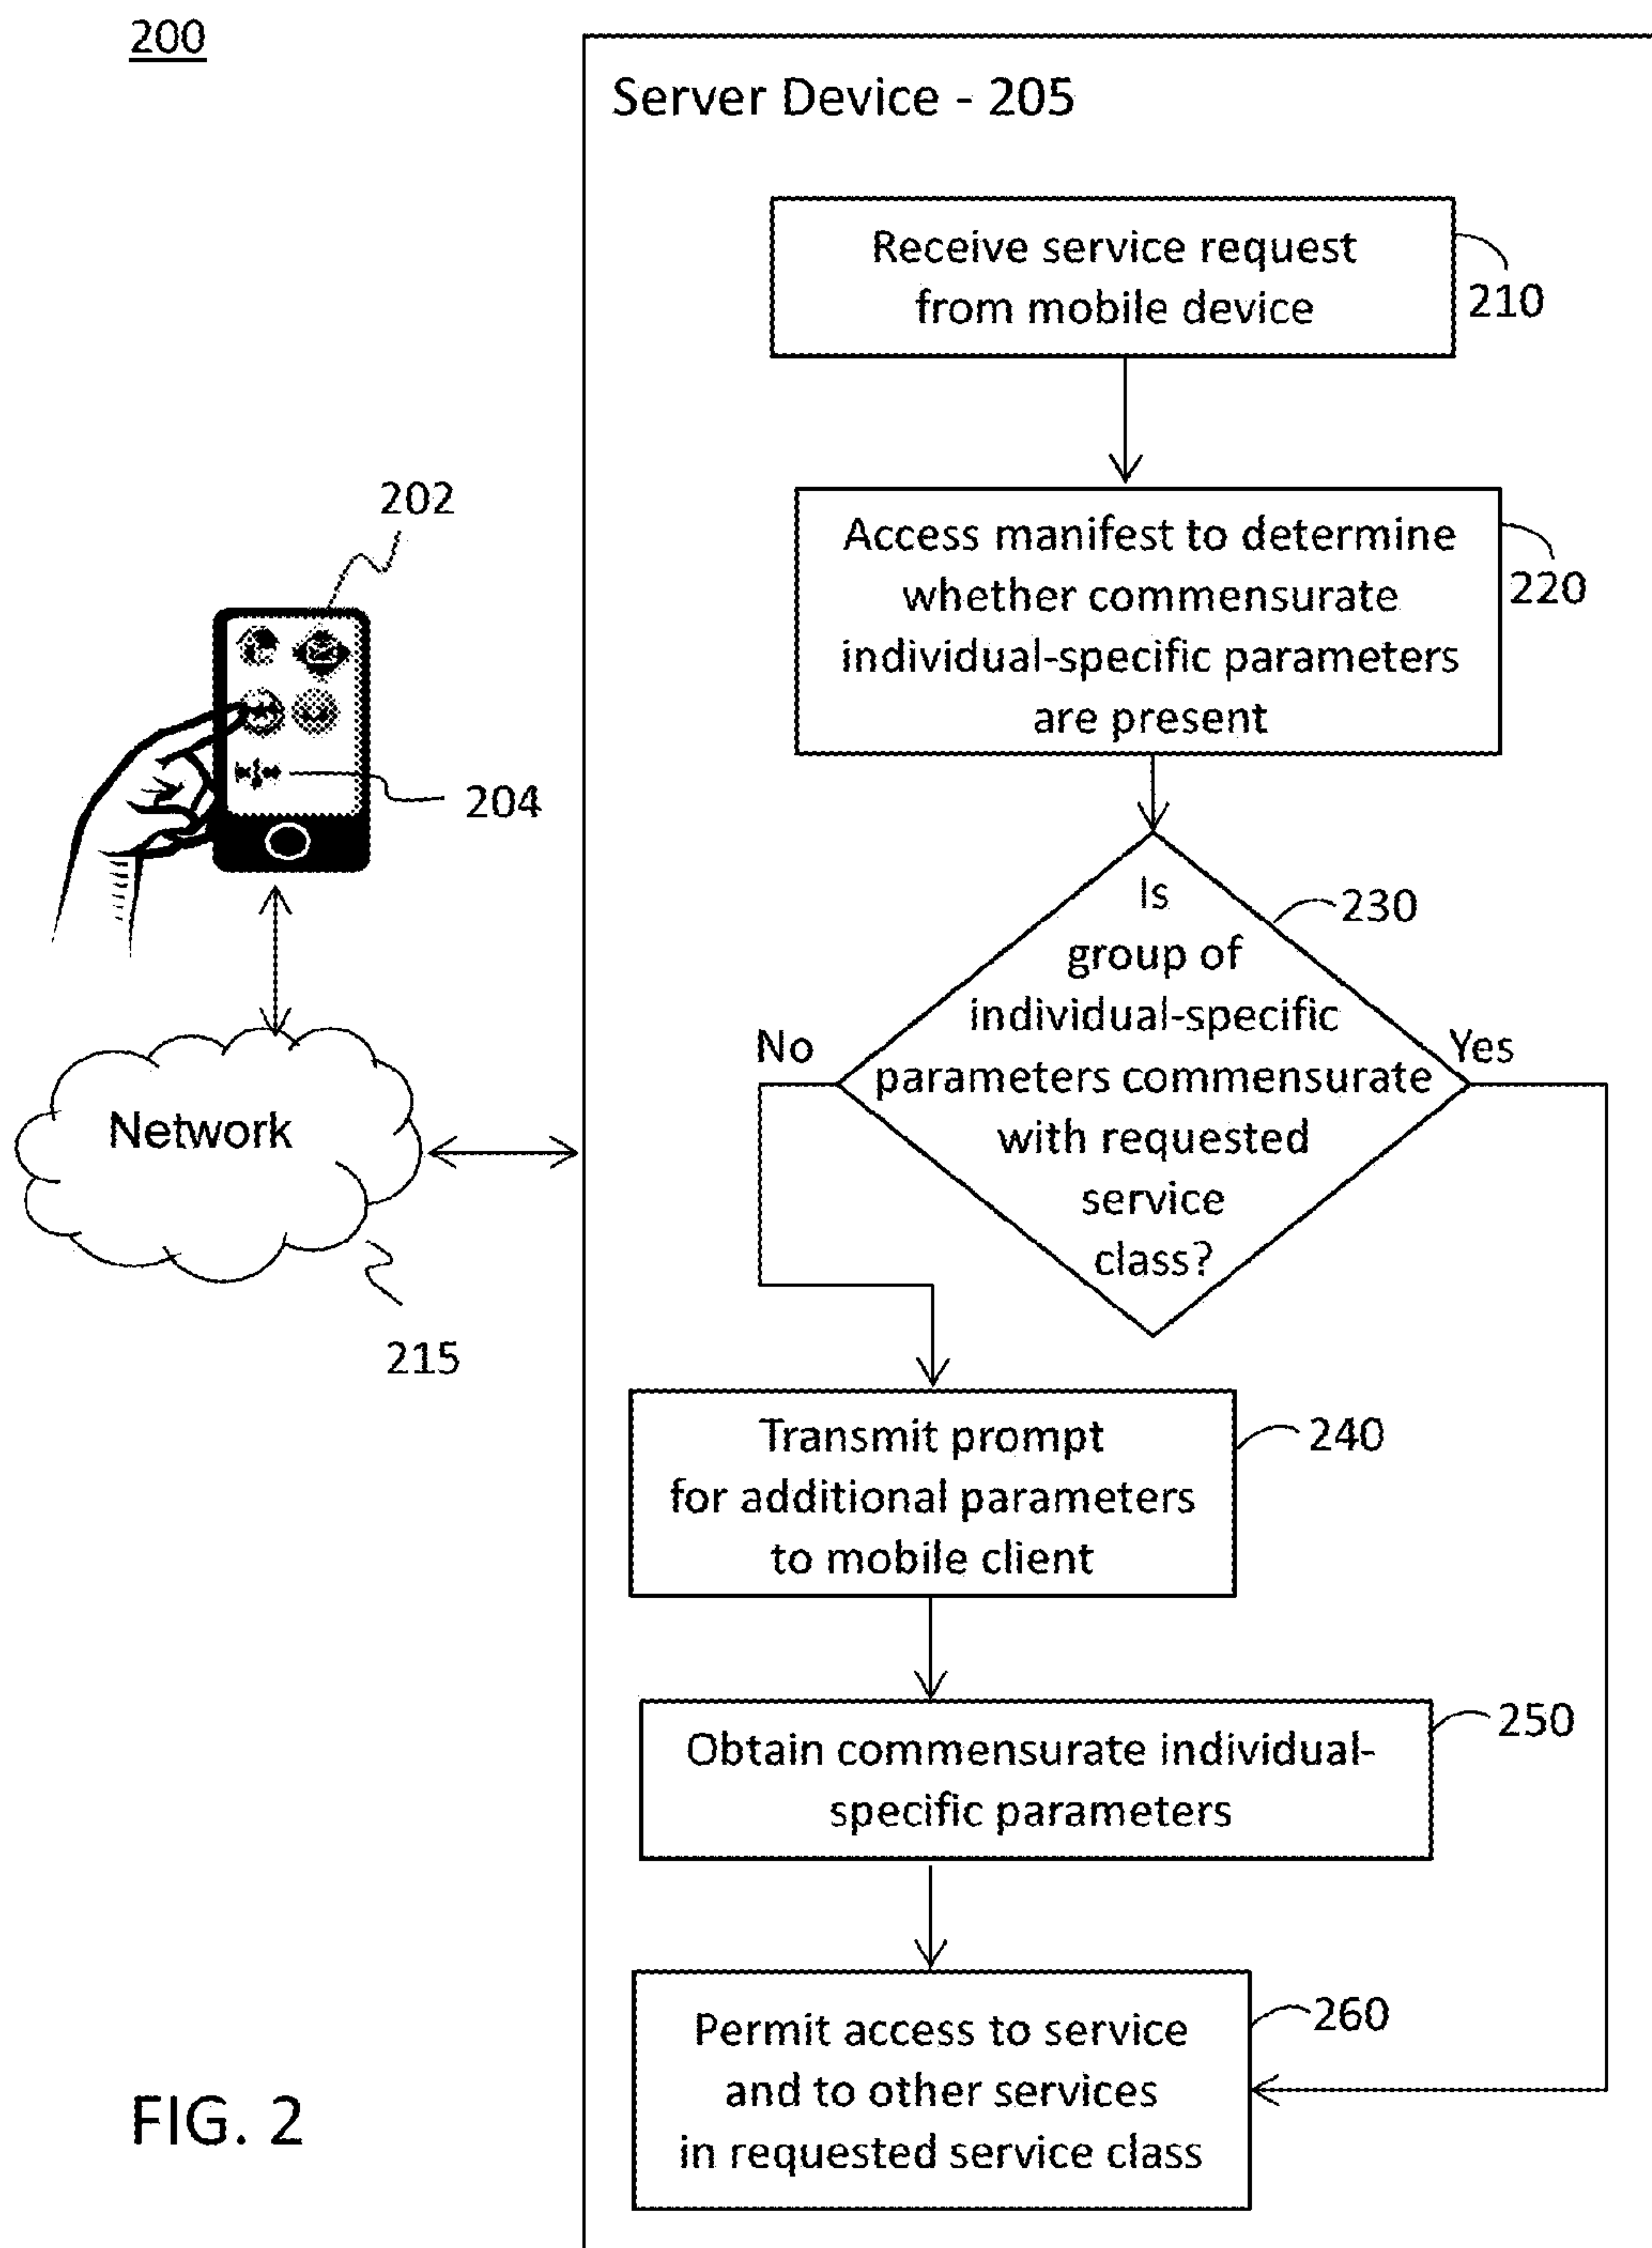 200
Server Device - 205
Receive service request
from mobile device
210
Access manifest to determine
whether commensurate
individual-specific parameters
are present
220
202
204
Is
group of
individual-specific
parameters commensurate
with requested
service
class?
230
No
Yes
Network
215
Transmit prompt
for additional parameters
to mobile client
240
Obtain commensurate individual-
specific parameters
250
Permit access to service
and to other services
in requested service class
260
FIG. 2